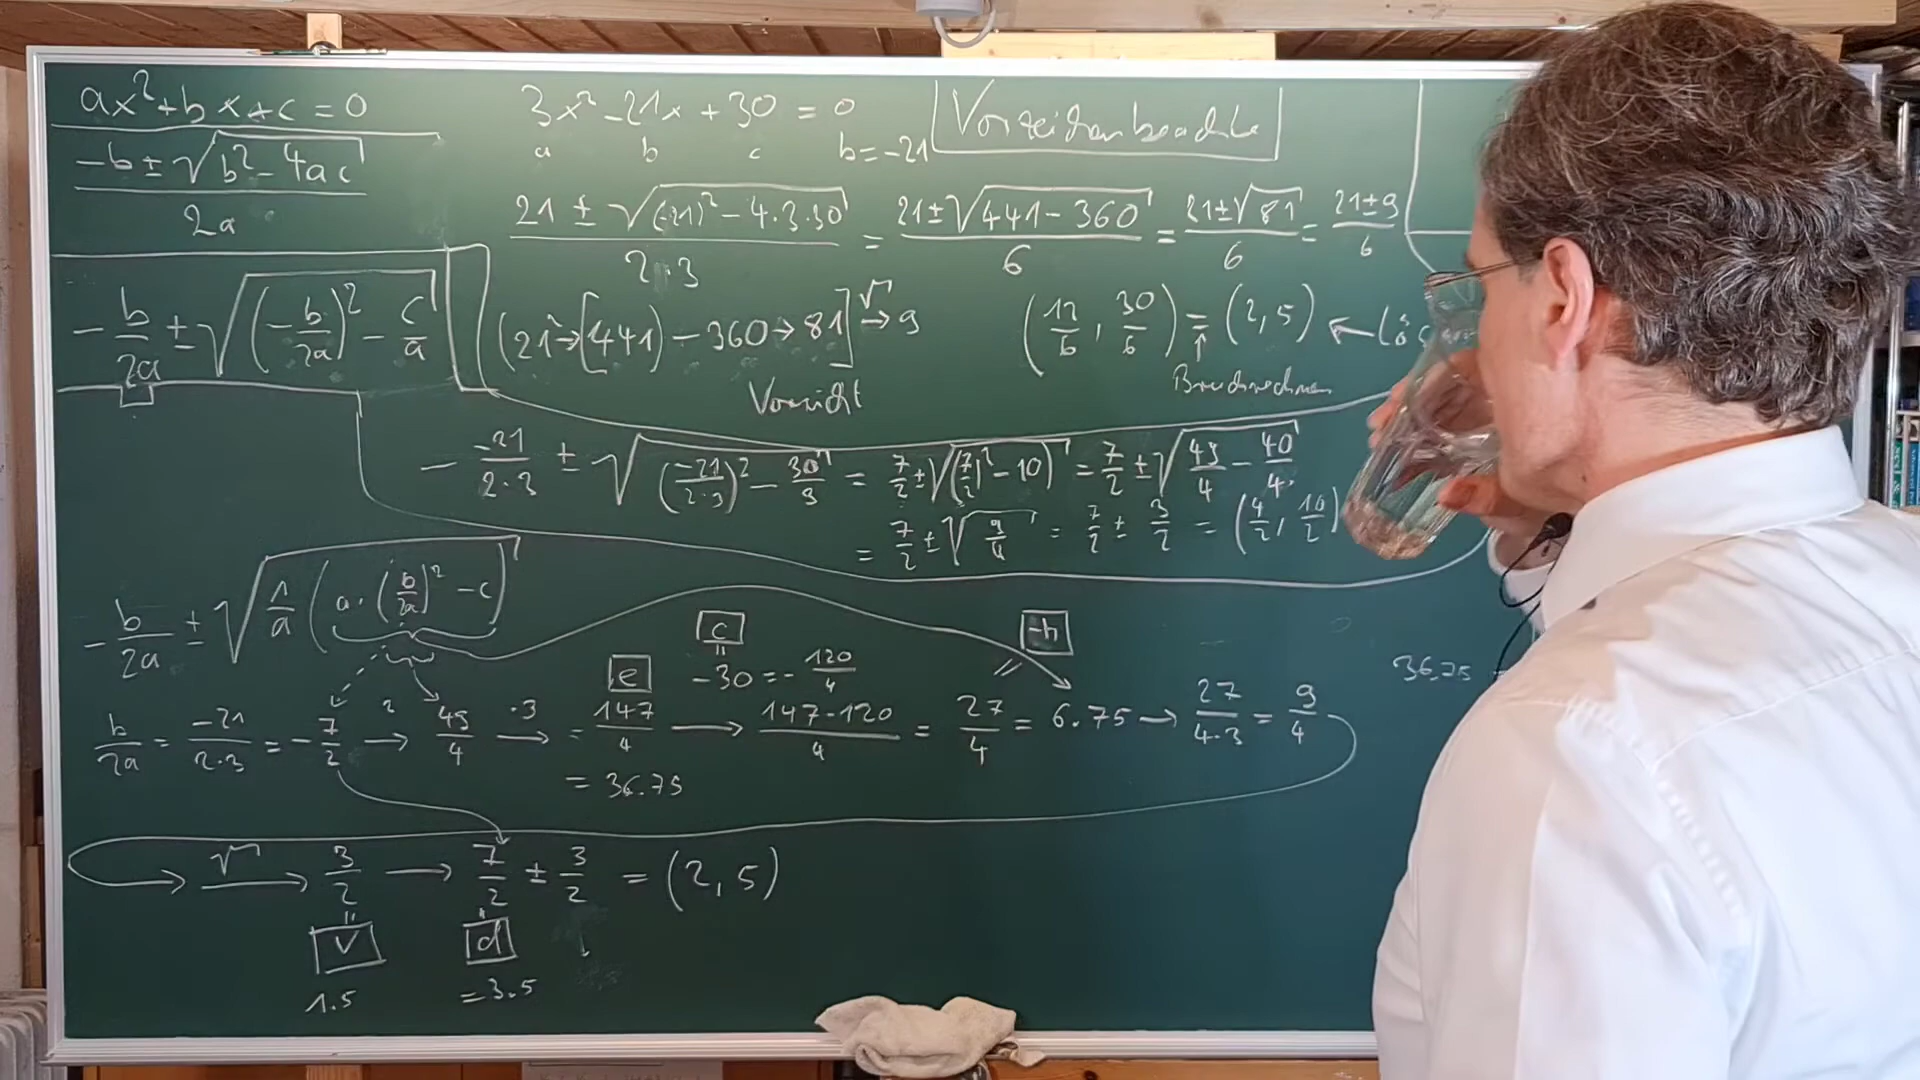 ax²+bx+c=0
3x²-21x+30=0
a b c b=-21
Vorzeichen beachte
(-b±√(b²-4ac))/2a
(21±√((-21)²-4·3·30))/(2·3) = (21±√(441-360))/6 = (21±√81)/6 = (21±9)/6
-b/2a ± √((-b/2a)²-c/a)
(21²→[441)-360→81] √→ 9
(12/6, 30/6) = (2,5) ←
Vorsicht
Bruchrechnen
- -21/(2·3) ± √((-21/(2·3))²-30/3) = 7/2±√((7/2)²-10) = 7/2±√(49/4-40/4)
= 7/2±√(9/4) = 7/2±3/2 = (4/2, 10/2)
-b/2a ± √(1/a(a·(b/2a)²-c))
c
-h
e
-30=-120/4
36.75 =
b/2a = -21/(2·3) = -7/2 →² 49/4 →·3 = 147/4 → (147-120)/4 = 27/4 = 6.75 → 27/(4·3) = 9/4
= 36.75
→ √→ 3/2 → 7/2 ± 3/2 = (2,5)
v d
1.5 =3.5